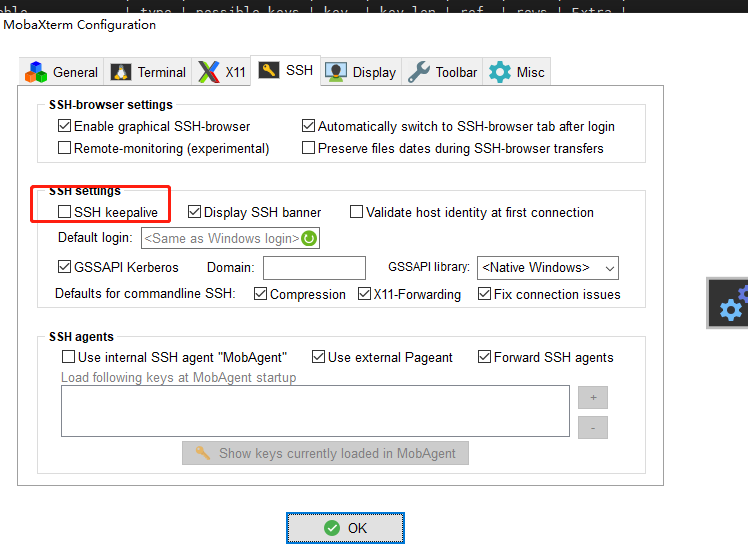 ble | type | possible_keys | key | key_len | ref | rows | Extra |
MobaXterm Configuration
General Terminal X11 SSH Display Toolbar Misc
SSH-browser settings
Enable graphical SSH-browser Automatically switch to SSH-browser tab after login
Remote-monitoring (experimental) Preserve files dates during SSH-browser transfers
SSH settings
SSH keepalive Display SSH banner Validate host identity at first connection
Default login: <Same as Windows login>
GSSAPI Kerberos Domain: GSSAPI library: <Native Windows>
Defaults for commandline SSH: Compression X11-Forwarding Fix connection issues
SSH agents
Use internal SSH agent "MobAgent" Use external Pageant Forward SSH agents
Load following keys at MobAgent startup
+
-
Show keys currently loaded in MobAgent
OK